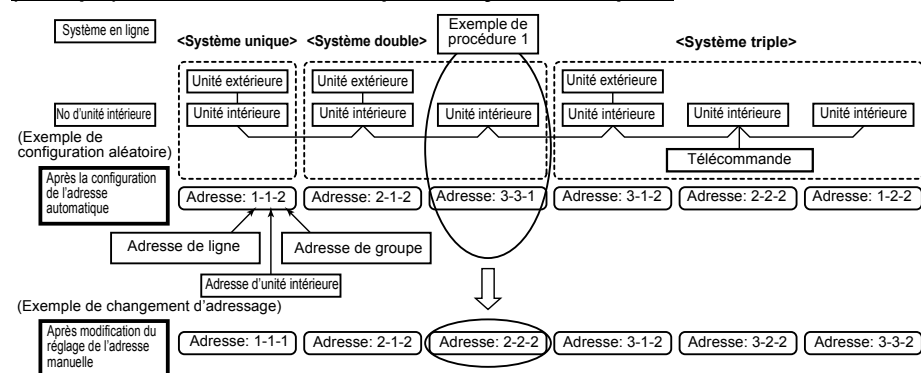 Système en ligne
<Système unique>
<Système double>
Exemple de
procédure 1
<Système triple>
Unité extérieure
Unité extérieure
Unité extérieure
No d'unité intérieure
Unité intérieure
Unité intérieure
Unité intérieure
Unité intérieure
Unité intérieure
Unité intérieure
(Exemple de
configuration aléatoire)
Télécommande
Après la configuration
de l'adresse
automatique
Adresse: 1-1-2
Adresse: 2-1-2
Adresse: 3-3-1
Adresse: 3-1-2
Adresse: 2-2-2
Adresse: 1-2-2
Adresse de ligne
Adresse de groupe
Adresse d'unité intérieure
(Exemple de changement d'adressage)
Après modification du
réglage de l'adresse
manuelle
Adresse: 1-1-1
Adresse: 2-1-2
Adresse: 2-2-2
Adresse: 3-1-2
Adresse: 3-2-2
Adresse: 3-3-2